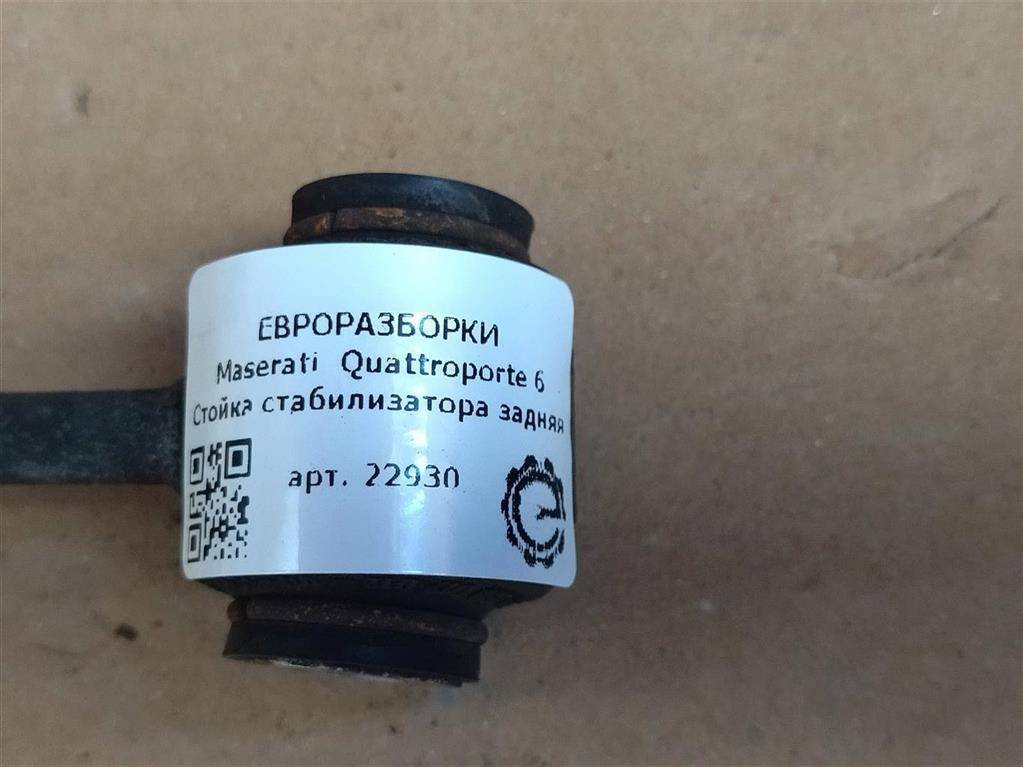 ЕВРОРАЗБОРКИ
Maserati Quattroporte 6
Стойка стабилизатора задняя
арт. 22930